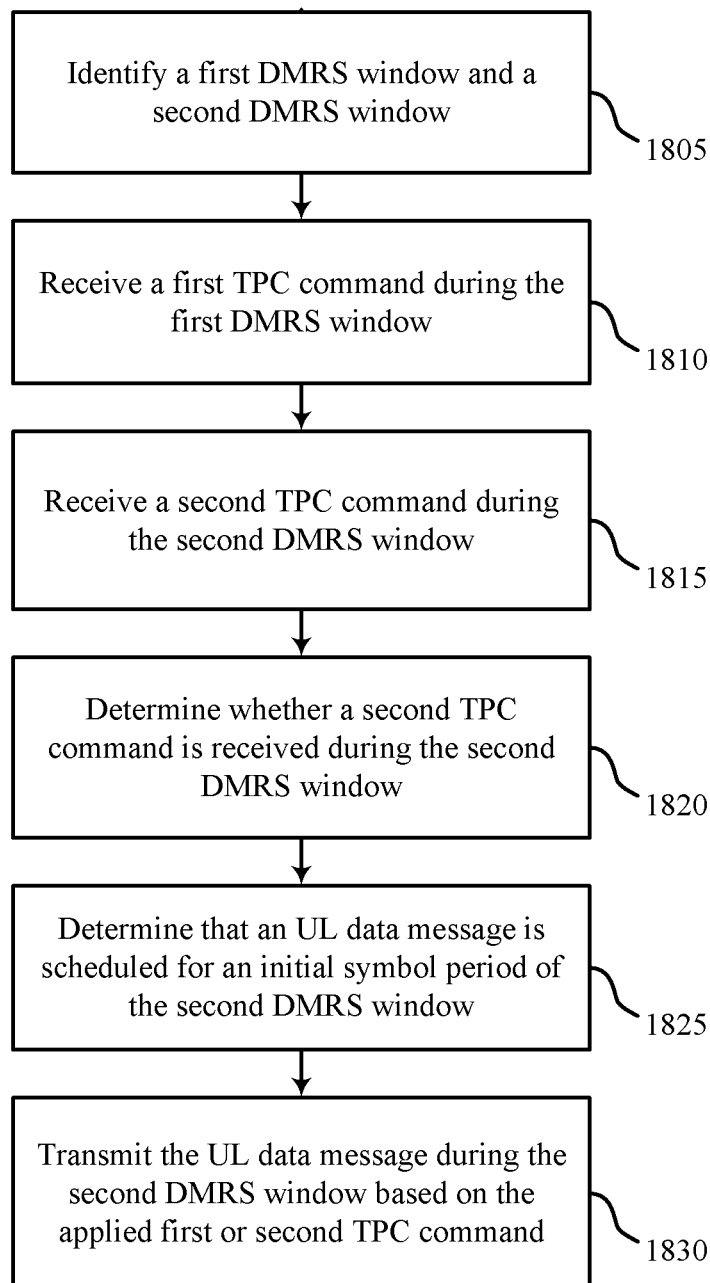 Identify a first DMRS window and a
second DMRS window
1805
Receive a first TPC command during the
first DMRS window
1810
Receive a second TPC command during
the second DMRS window
1815
Determine whether a second TPC
command is received during the second
DMRS window
1820
Determine that an UL data message is
scheduled for an initial symbol period of
the second DMRS window
1825
Transmit the UL data message during the
second DMRS window based on the
applied first or second TPC command
1830